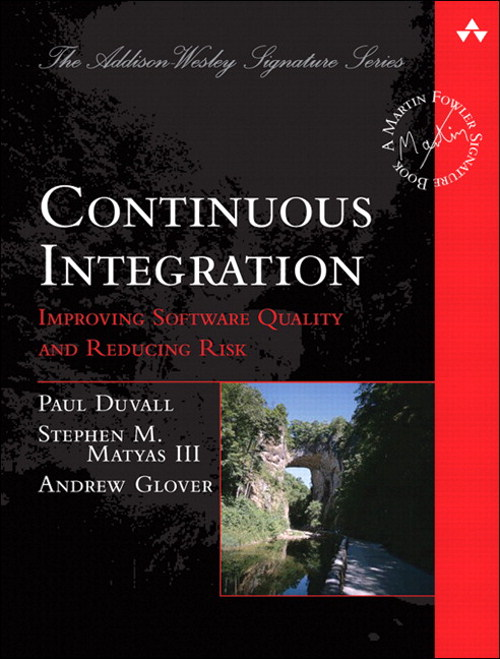 The Addison-Wesley Signature Series
A MARTIN FOWLER SIGNATURE BOOK
Martin
CONTINUOUS
INTEGRATION
IMPROVING SOFTWARE QUALITY
AND REDUCING RISK
PAUL DUVALL
STEPHEN M.
MATYAS III
ANDREW GLOVER